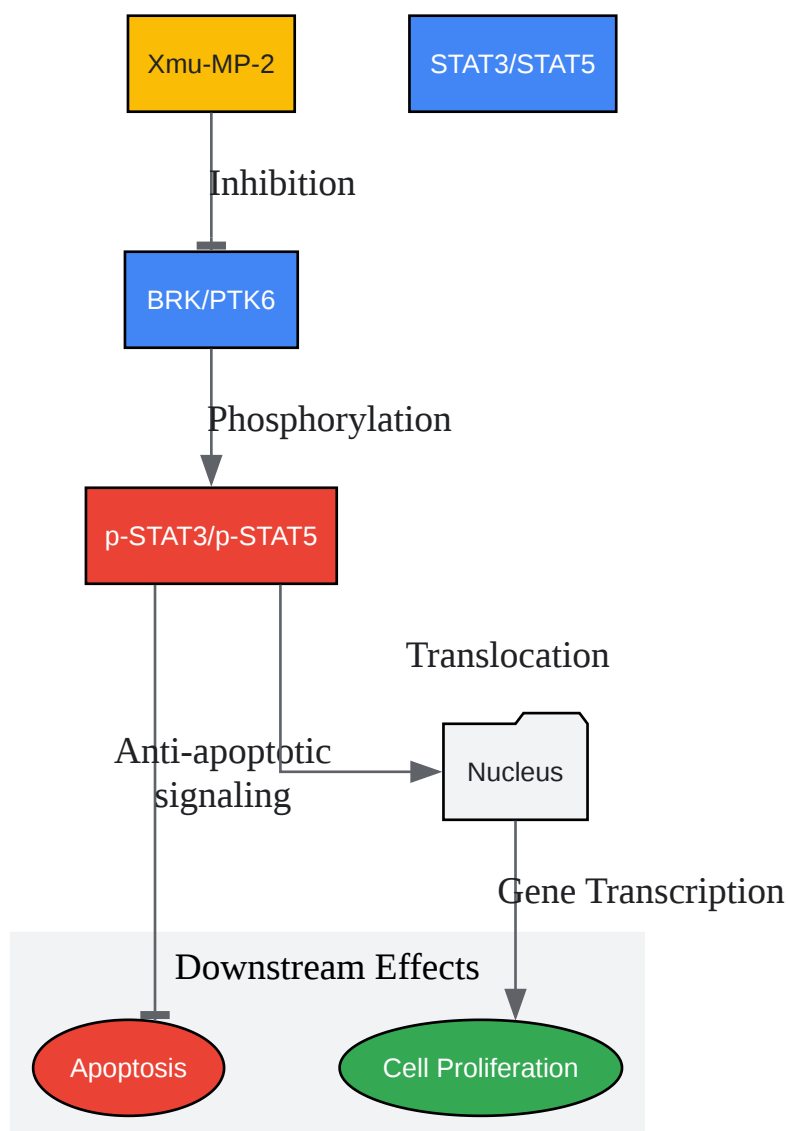 Xmu-MP-2
STAT3/STAT5
Inhibition
BRK/PTK6
Phosphorylation
p-STAT3/p-STAT5
Translocation
Anti-apoptotic
signaling
Nucleus
Gene Transcription
Downstream Effects
Apoptosis
Cell Proliferation